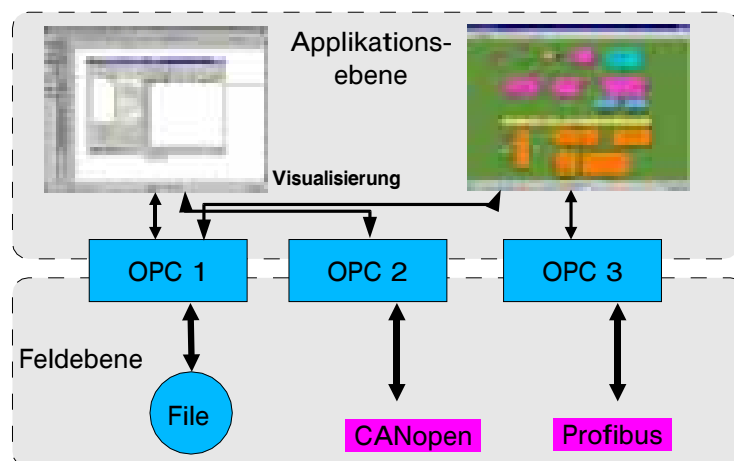 Applikations-
ebene
Visualisierung
OPC 1
OPC 2
OPC 3
Feldebene
File
CANopen
Profibus